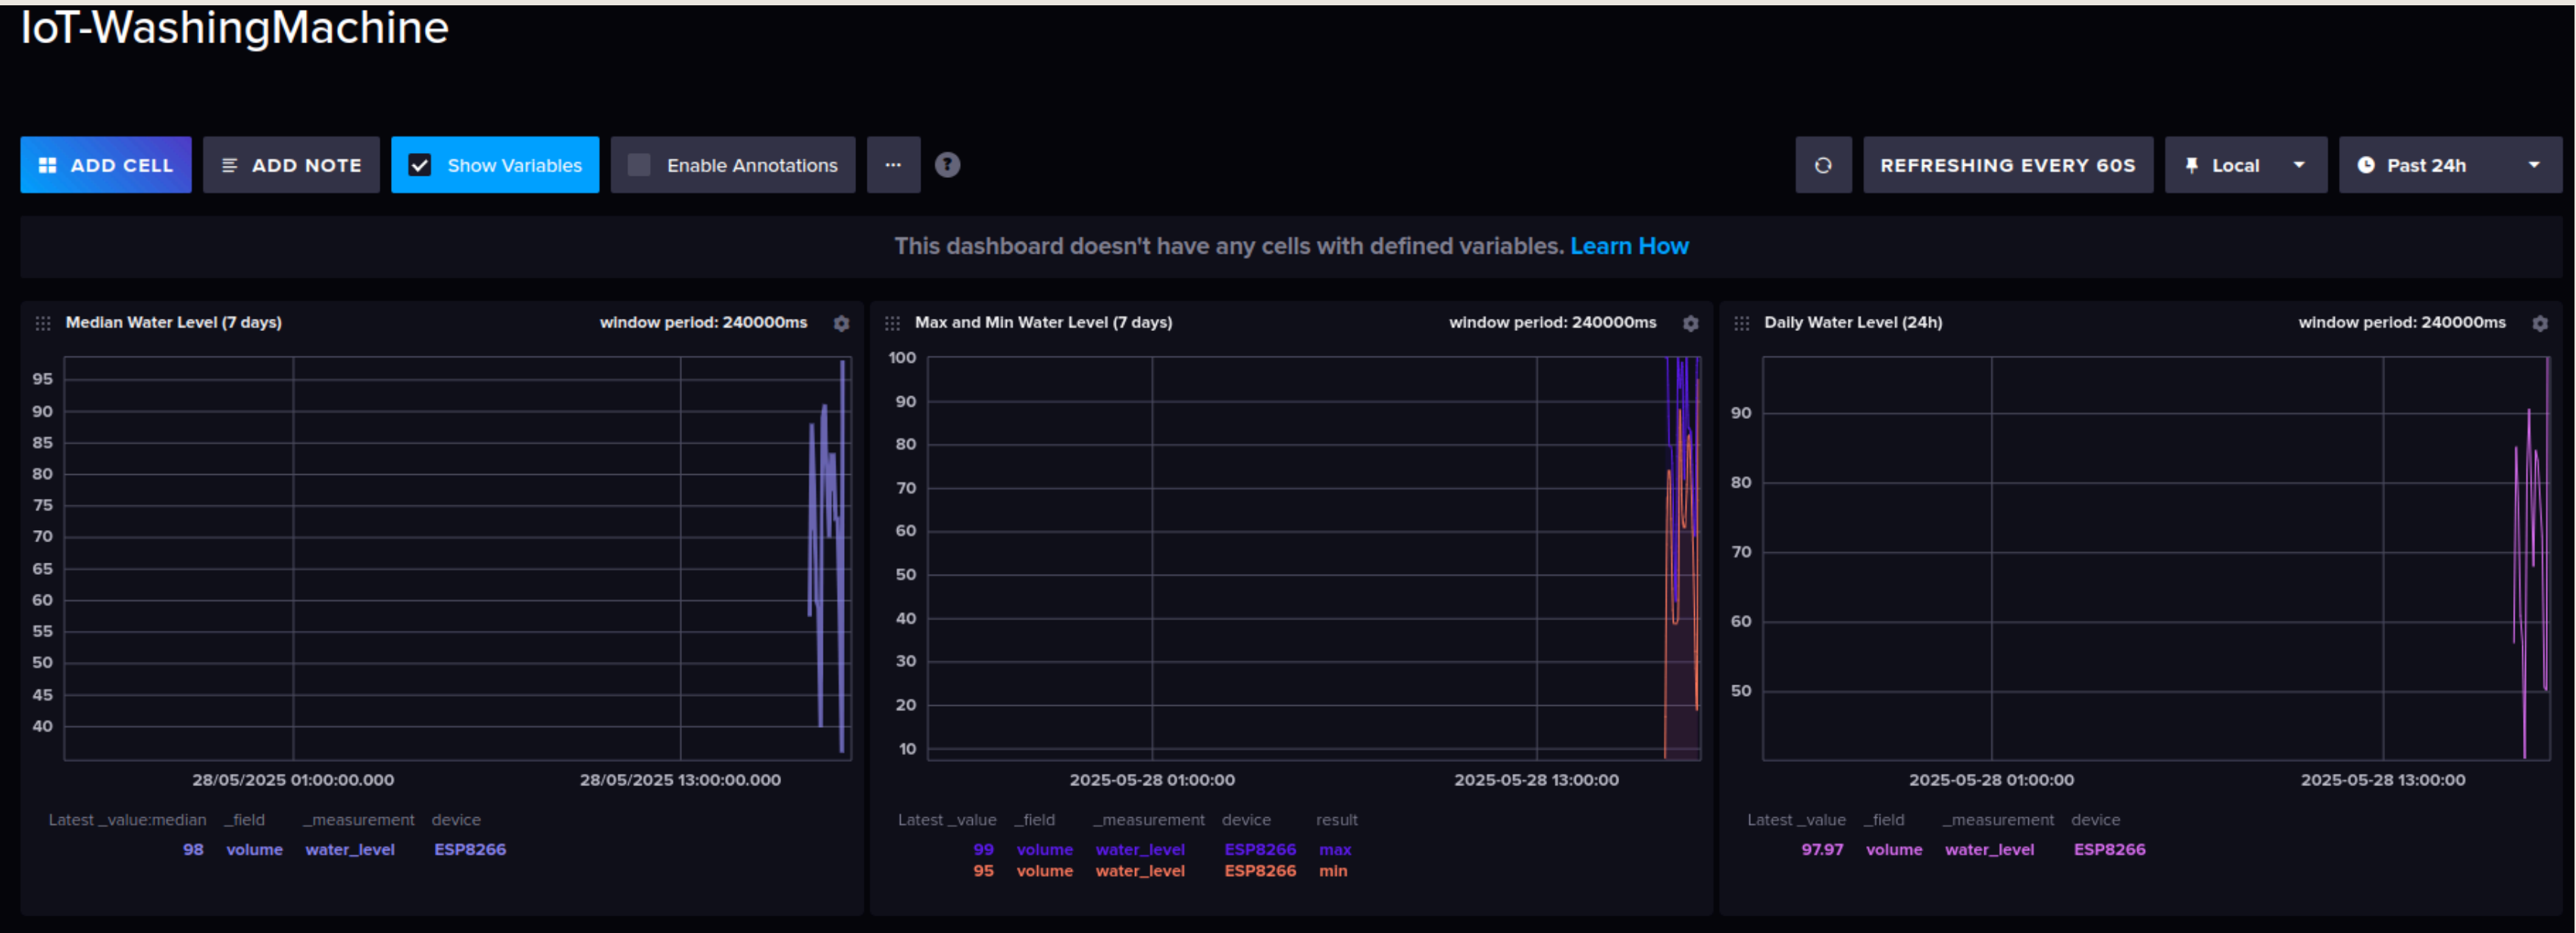 IoT-WashingMachine
ADD CELL
ADD NOTE
Show Variables
Enable Annotations
...
?
REFRESHING EVERY 60S
Local
Past 24h
This dashboard doesn't have any cells with defined variables. Learn How
Median Water Level (7 days)
window period: 240000ms
95
90
85
80
75
70
65
60
55
50
45
40
28/05/2025 01:00:00.000
28/05/2025 13:00:00.000
Latest _value:median _field _measurement device
98 volume water_level ESP8266
Max and Min Water Level (7 days)
window period: 240000ms
100
90
80
70
60
50
40
30
20
10
2025-05-28 01:00:00
2025-05-28 13:00:00
Latest _value _field _measurement device result
99 volume water_level ESP8266 max
95 volume water_level ESP8266 min
Daily Water Level (24h)
window period: 240000ms
90
80
70
60
50
2025-05-28 01:00:00
2025-05-28 13:00:00
Latest _value _field _measurement device
97.97 volume water_level ESP8266